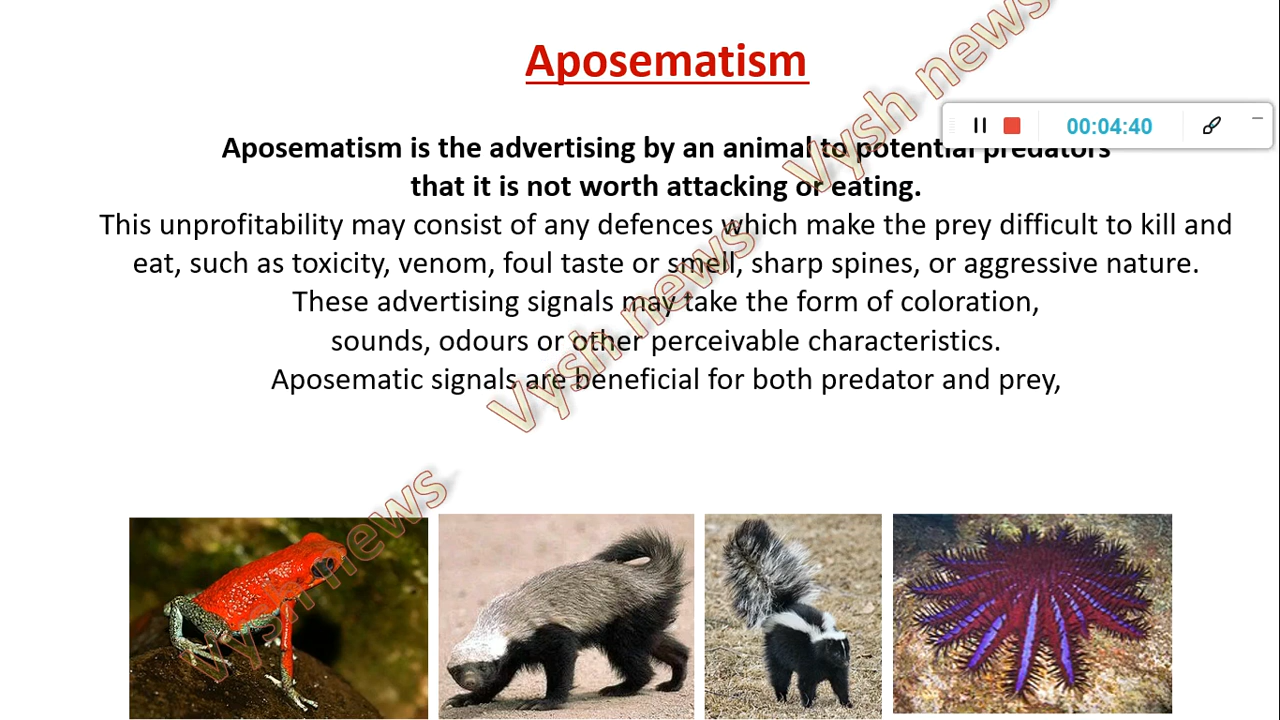 Aposematism
00:04:40
Aposematism is the advertising by an animal to potential predators
that it is not worth attacking or eating.
This unprofitability may consist of any defences which make the prey difficult to kill and
eat, such as toxicity, venom, foul taste or smell, sharp spines, or aggressive nature.
These advertising signals may take the form of coloration,
sounds, odours or other perceivable characteristics.
Aposematic signals are beneficial for both predator and prey,
Vysh news
Vysh news
Vysh news